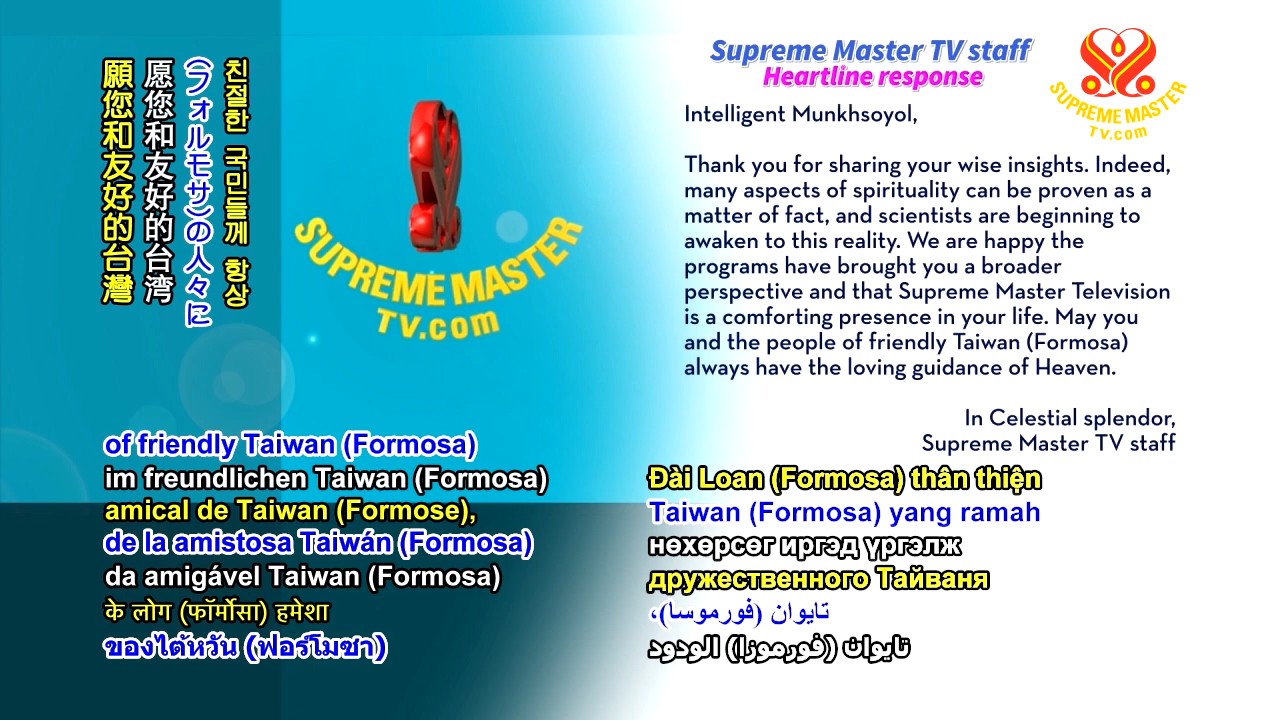 願您和友好的台灣
愿您和友好的台湾
(フォルモサ)の人々に
친절한 국민들께 항상
SUPREME MASTER
TV.com
Supreme Master TV staff
Heartline response
SUPREME MASTER
TV.com
Intelligent Munkhsoyol,
Thank you for sharing your wise insights. Indeed,
many aspects of spirituality can be proven as a
matter of fact, and scientists are beginning to
awaken to this reality. We are happy the
programs have brought you a broader
perspective and that Supreme Master Television
is a comforting presence in your life. May you
and the people of friendly Taiwan (Formosa)
always have the loving guidance of Heaven.
In Celestial splendor,
Supreme Master TV staff
of friendly Taiwan (Formosa)
im freundlichen Taiwan (Formosa)
amical de Taiwan (Formose),
de la amistosa Taiwán (Formosa)
da amigável Taiwan (Formosa)
के लोग (फॉर्मोसा) हमेशा
ของไต้หวัน (ฟอร์โมซา)
Đài Loan (Formosa) thân thiện
Taiwan (Formosa) yang ramah
нөхөрсөг иргэд үргэлж
дружественного Тайваня
تایوان (فورموسا)،
تايوان (فورموزا) الودود